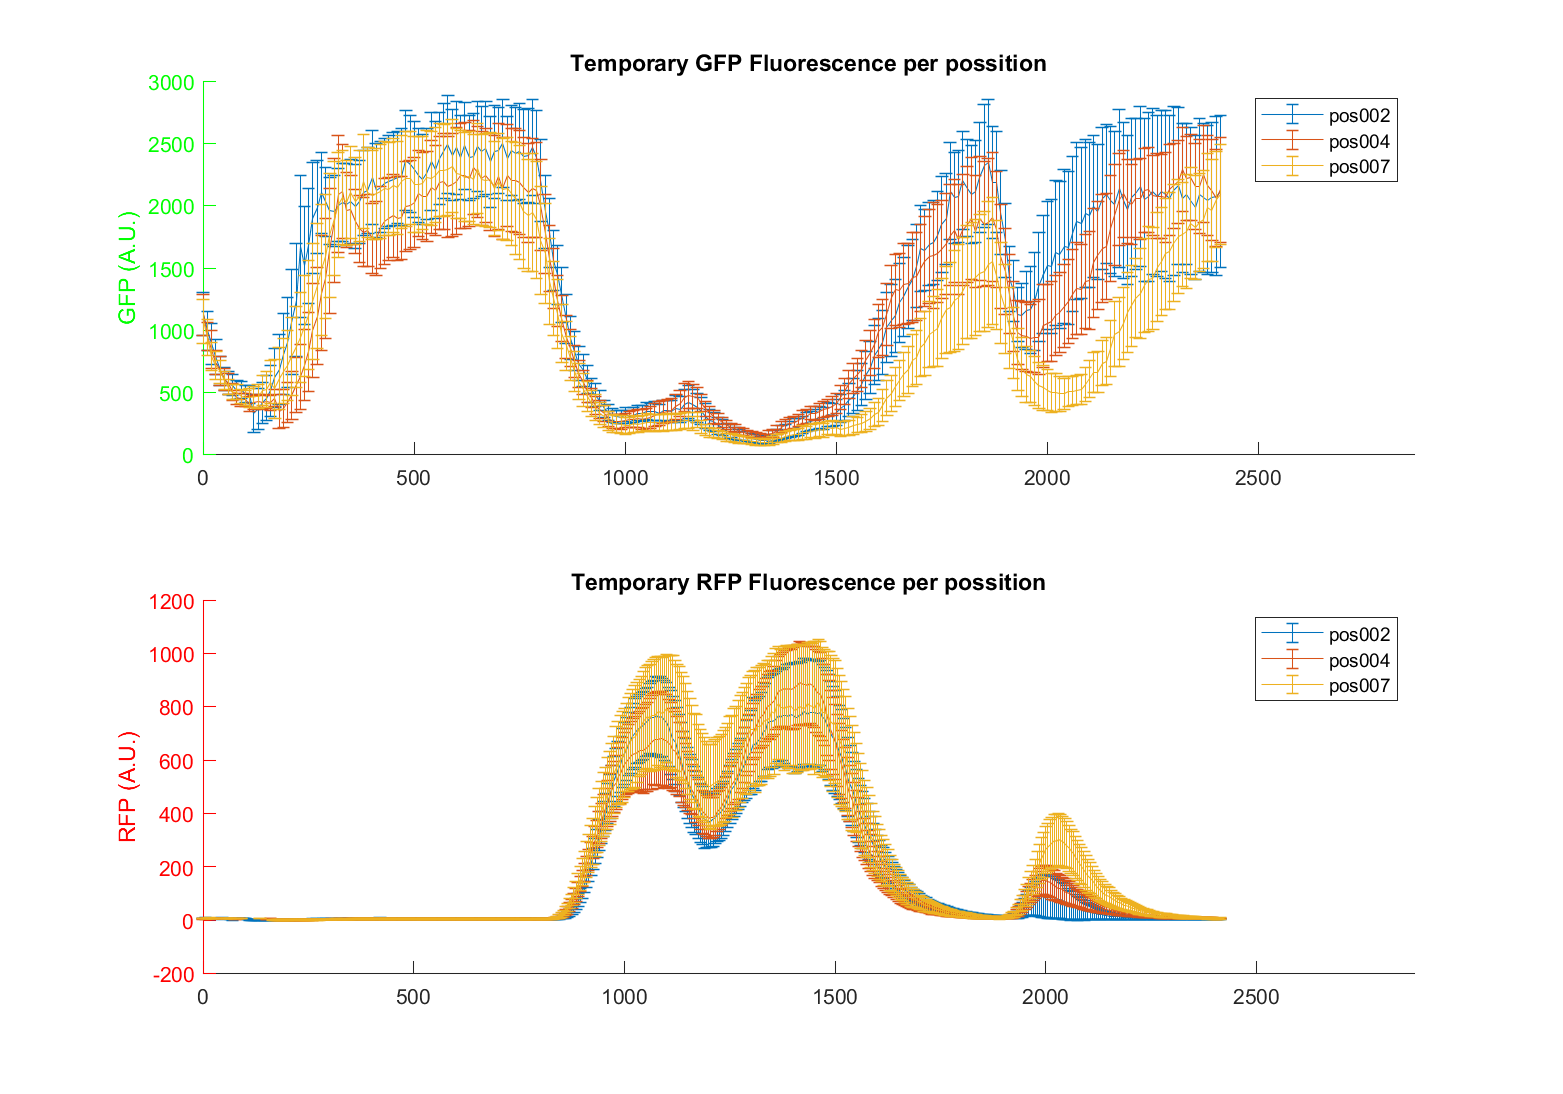 Temporary GFP Fluorescence per possition
3000
2500
2000
1500
1000
500
0
GFP (A.U.)
0 500 1000 1500 2000 2500
pos002
pos004
pos007
Temporary RFP Fluorescence per possition
1200
1000
800
600
400
200
0
-200
RFP (A.U.)
0 500 1000 1500 2000 2500
pos002
pos004
pos007